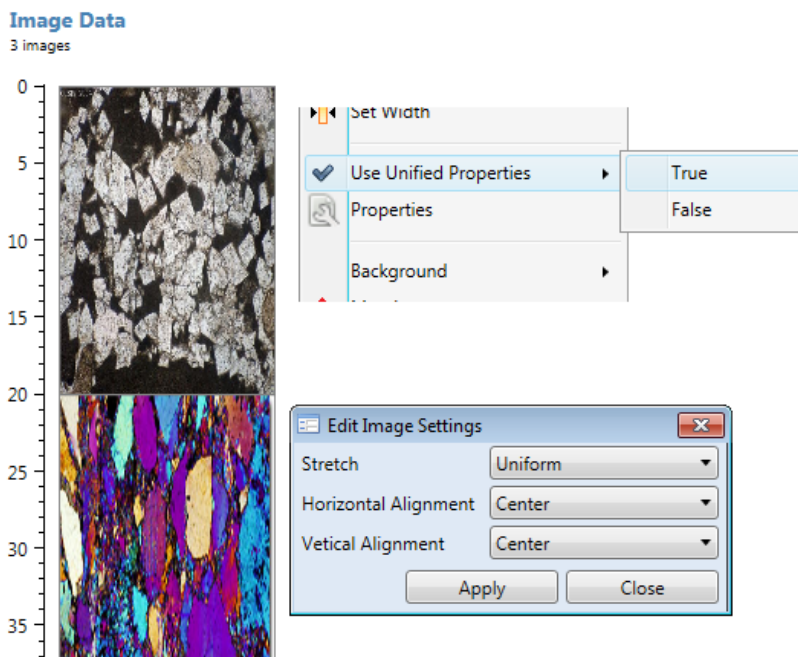 Image Data
3 images
0
5
10
15
20
25
30
35
Set Width
Use Unified Properties
True
Properties
False
Background
Edit Image Settings
Stretch Uniform
Horizontal Alignment Center
Vetical Alignment Center
Apply Close